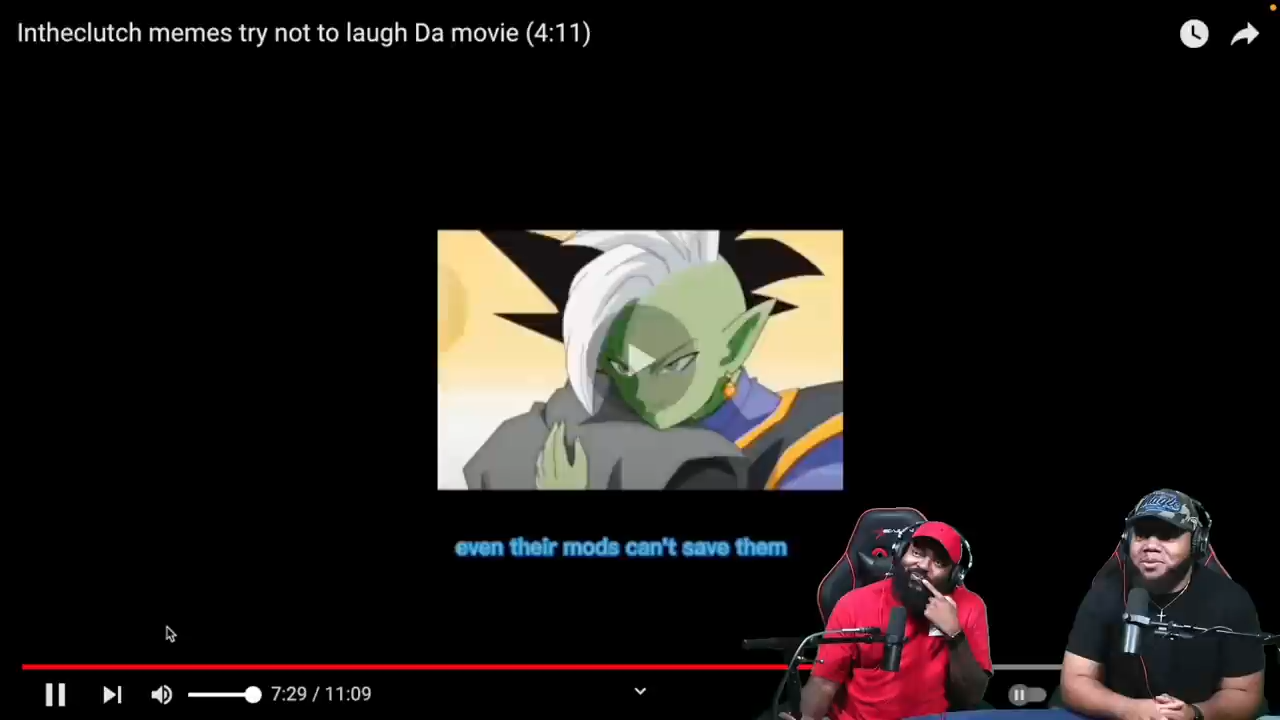 Intheclutch memes try not to laugh Da movie (4:11)
even their mods can't save them
7:29 / 11:09